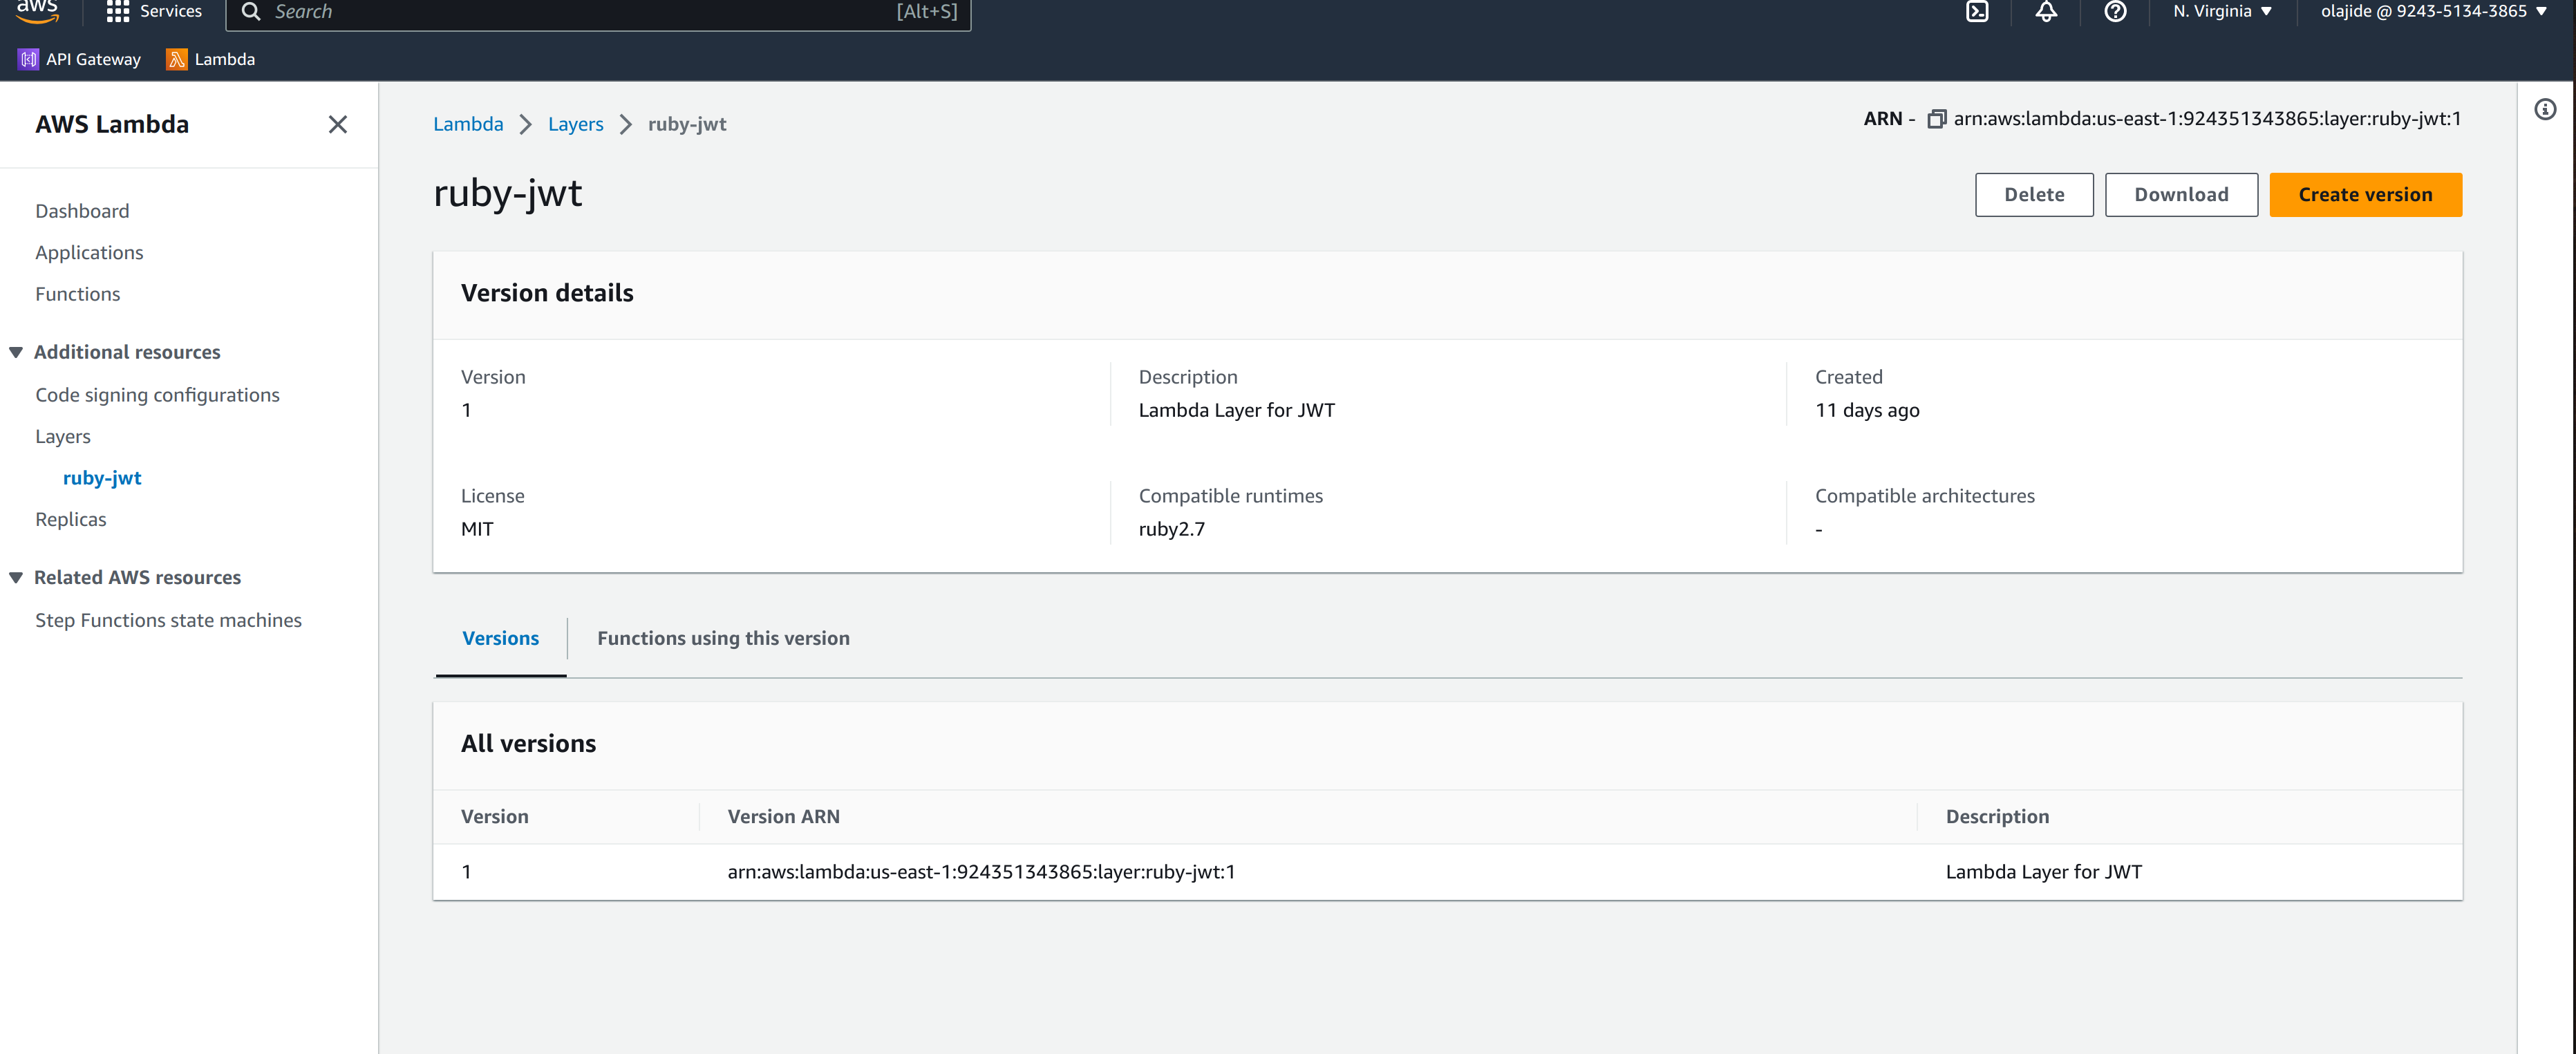 aws
Services
Search
[Alt+S]
N. Virginia
olajide @ 9243-5134-3865
API Gateway
Lambda
AWS Lambda
Dashboard
Applications
Functions
Additional resources
Code signing configurations
Layers
ruby-jwt
Replicas
Related AWS resources
Step Functions state machines
Lambda
Layers
ruby-jwt
ARN - arn:aws:lambda:us-east-1:924351343865:layer:ruby-jwt:1
ruby-jwt
Delete
Download
Create version
Version details
Version
1
Description
Lambda Layer for JWT
Created
11 days ago
License
MIT
Compatible runtimes
ruby2.7
Compatible architectures
-
Versions
Functions using this version
All versions
Version
Version ARN
Description
1
arn:aws:lambda:us-east-1:924351343865:layer:ruby-jwt:1
Lambda Layer for JWT